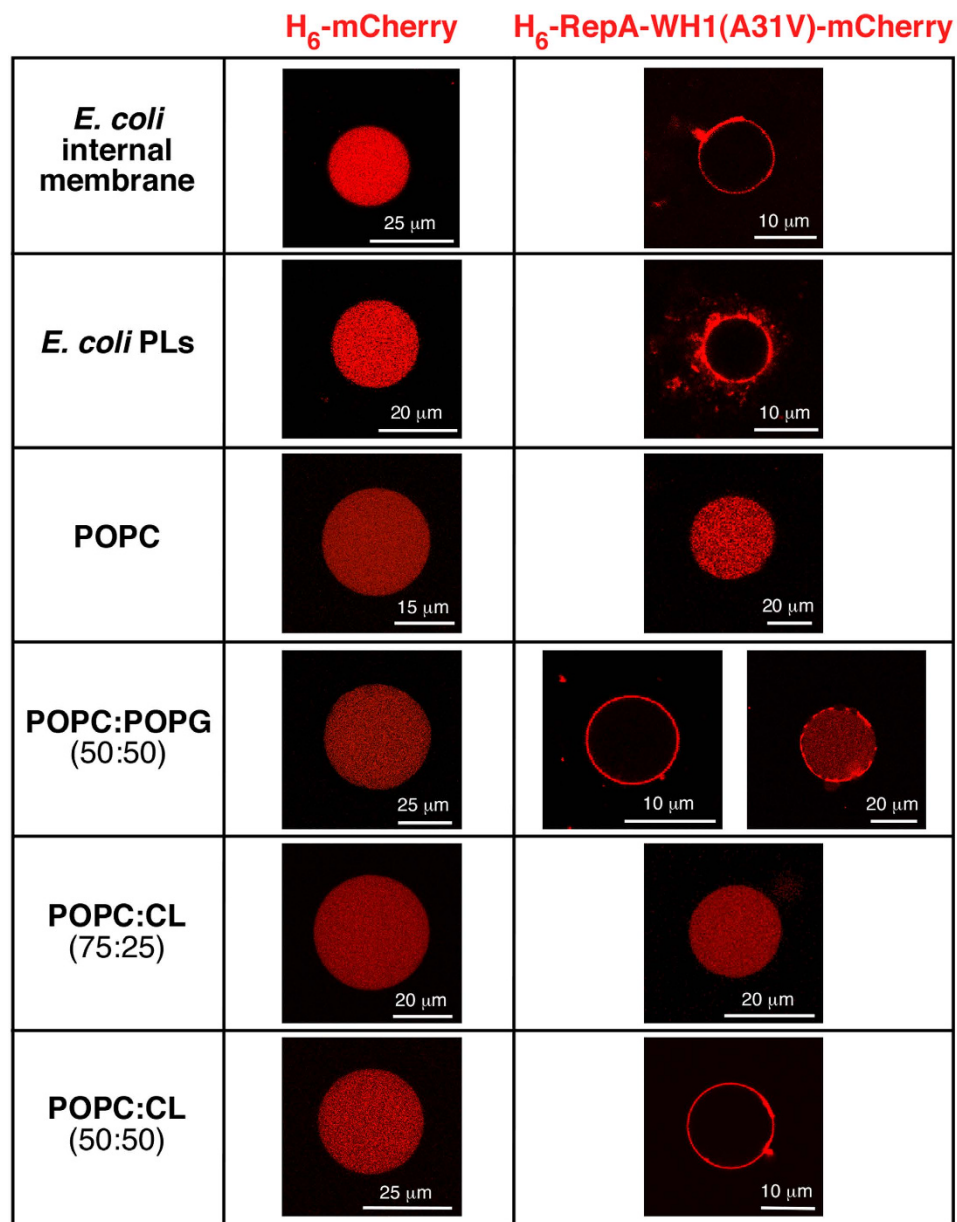 H6-mCherry H6-RepA-WH1(A31V)-mCherry
E. coli
internal
membrane
25 μm
10 μm
E. coli PLs
20 μm
10 μm
POPC
15 μm
20 μm
POPC:POPG
(50:50)
25 μm
10 μm
20 μm
POPC:CL
(75:25)
20 μm
20 μm
POPC:CL
(50:50)
25 μm
10 μm